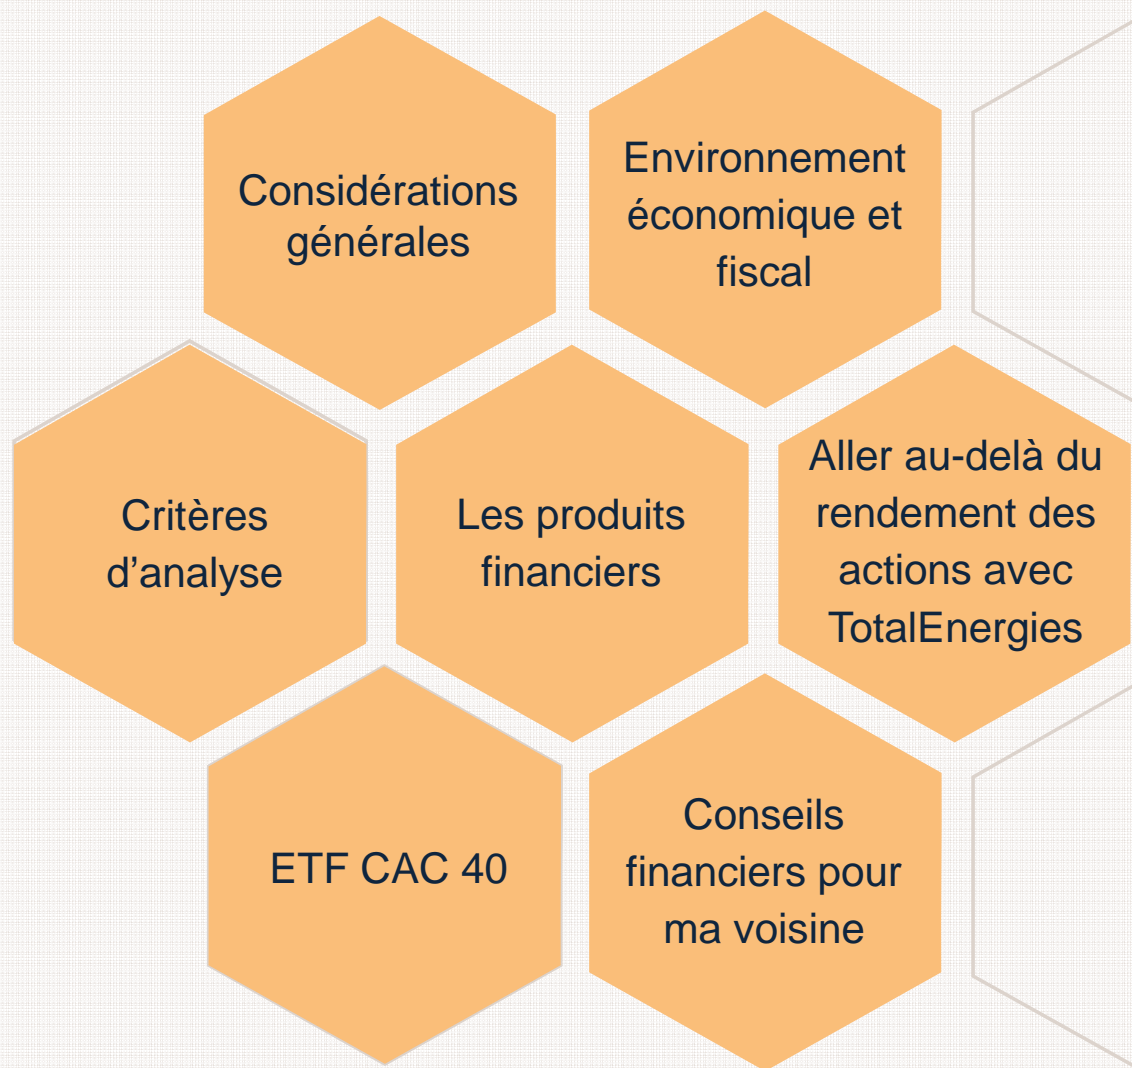 Considérations
générales
Environnement
économique et
fiscal
Critères
d’analyse
Les produits
financiers
Aller au-delà du
rendement des
actions avec
TotalEnergies
ETF CAC 40
Conseils
financiers pour
ma voisine